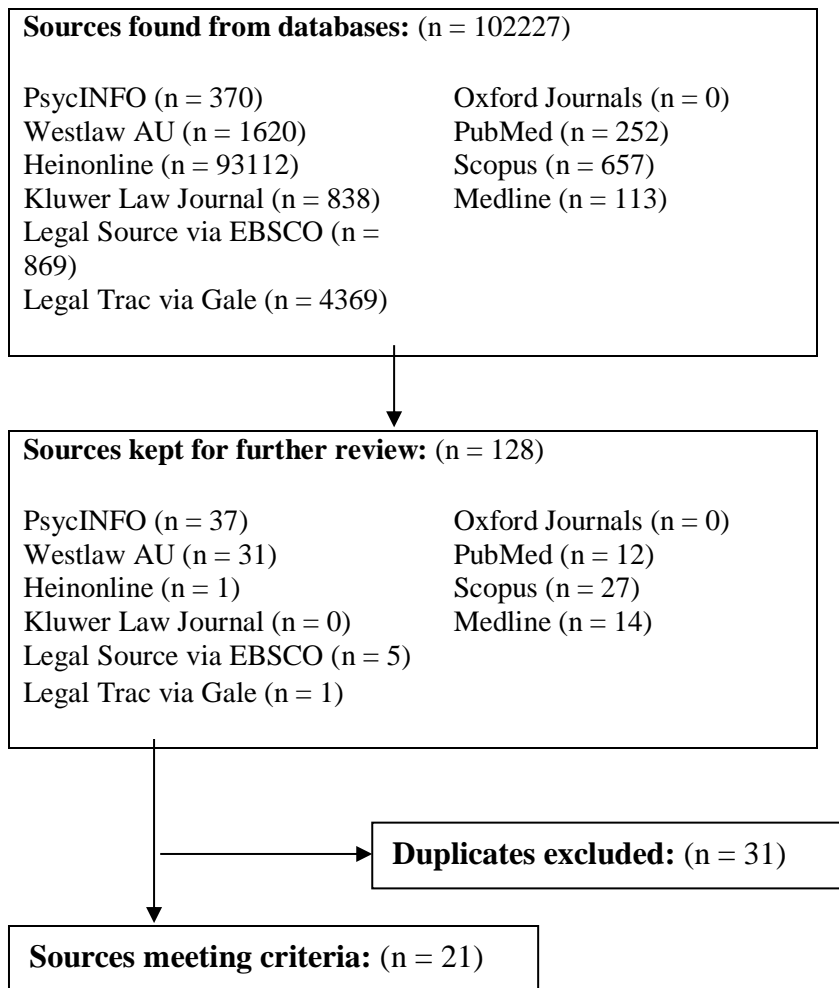 Sources found from databases: (n = 102227)
PsycINFO (n = 370)
Westlaw AU (n = 1620)
Heinonline (n = 93112)
Kluwer Law Journal (n = 838)
Legal Source via EBSCO (n =
869)
Legal Trac via Gale (n = 4369)
Oxford Journals (n = 0)
PubMed (n = 252)
Scopus (n = 657)
Medline (n = 113)
Sources kept for further review: (n = 128)
PsycINFO (n = 37)
Westlaw AU (n = 31)
Heinonline (n = 1)
Kluwer Law Journal (n = 0)
Legal Source via EBSCO (n = 5)
Legal Trac via Gale (n = 1)
Oxford Journals (n = 0)
PubMed (n = 12)
Scopus (n = 27)
Medline (n = 14)
Duplicates excluded: (n = 31)
Sources meeting criteria: (n = 21)